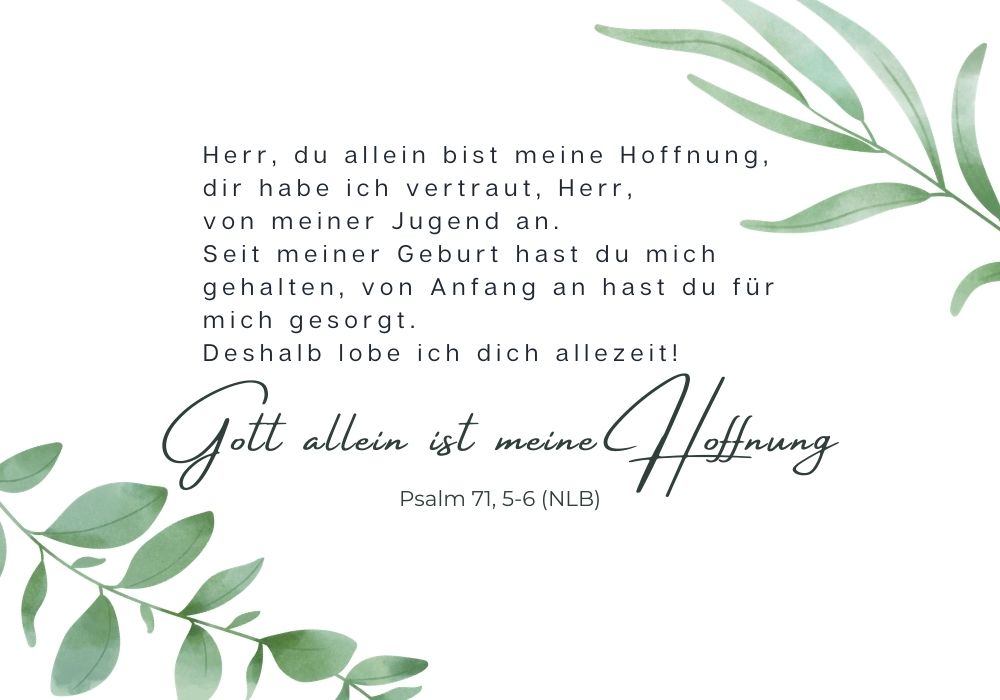 Herr, du allein bist meine Hoffnung,
dir habe ich vertraut, Herr,
von meiner Jugend an.
Seit meiner Geburt hast du mich
gehalten, von Anfang an hast du für
mich gesorgt.
Deshalb lobe ich dich allezeit!
Gott allein ist meine Hoffnung
Psalm 71, 5-6 (NLB)